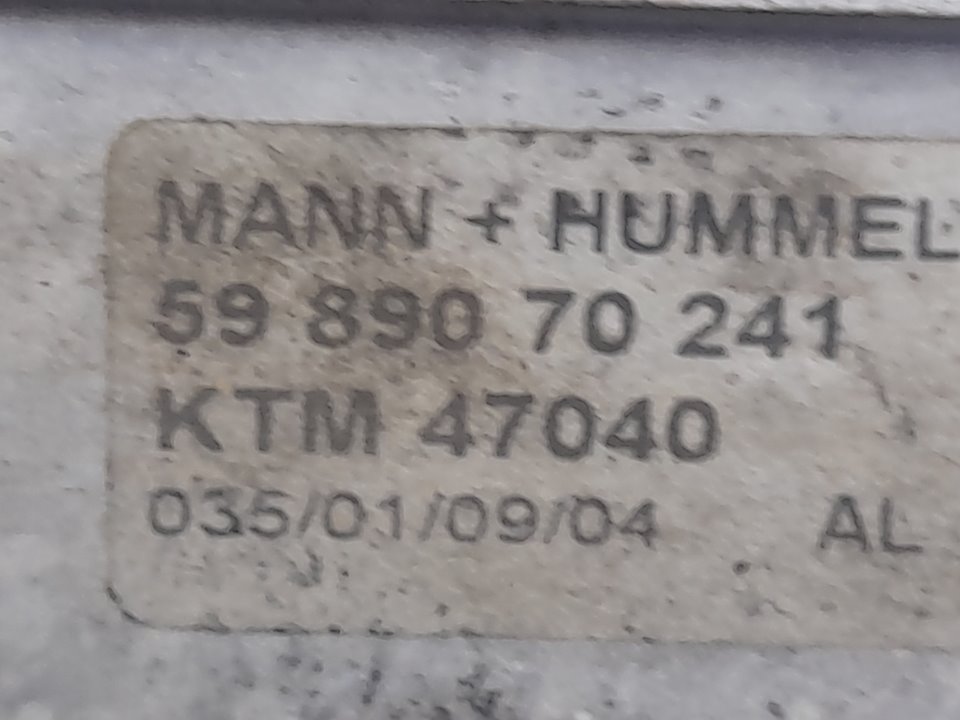 MANN + HUMMEL
59 890 70 241
KTM 47040
035/01/09/04 AL